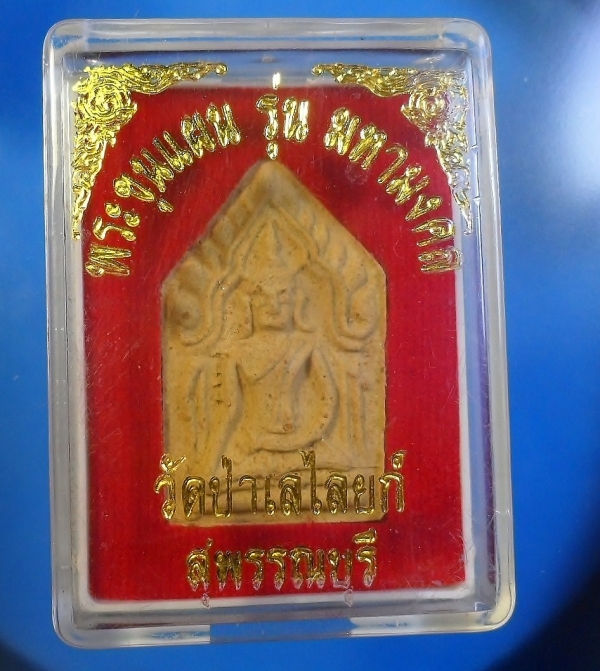 พระขุนแผน รุ่น มหามงคล
วัดป่าเลไลยก์
สุพรรณบุรี